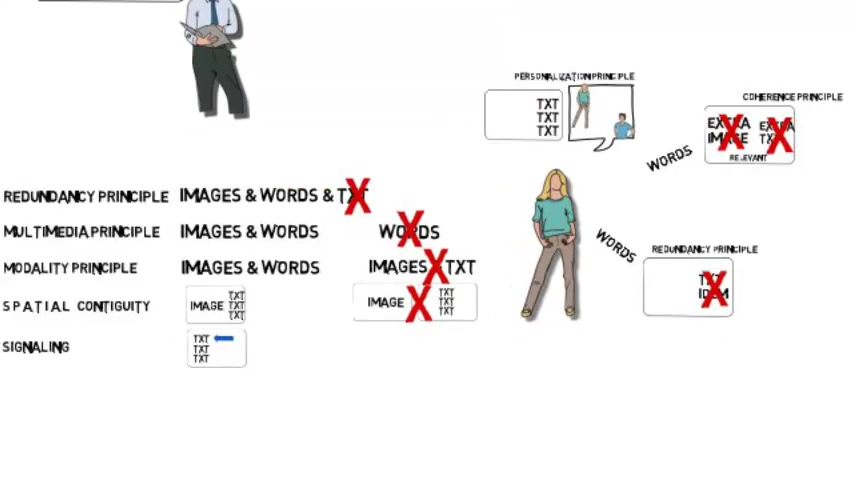 PERSONALIZATION PRINCIPLE
TXT
TXT
TXT
COHERENCE PRINCIPLE
EXTRA IMAGE
EXTRA TXT
RELEVANT
WORDS
REDUNDANCY PRINCIPLE IMAGES & WORDS & TXT
MULTIMEDIA PRINCIPLE IMAGES & WORDS WORDS
MODALITY PRINCIPLE IMAGES & WORDS IMAGES TXT
SPATIAL CONTIGUITY IMAGE TXT TXT TXT IMAGE TXT TXT TXT
SIGNALING TXT
TXT
TXT
WORDS
REDUNDANCY PRINCIPLE
TXT
IDEM